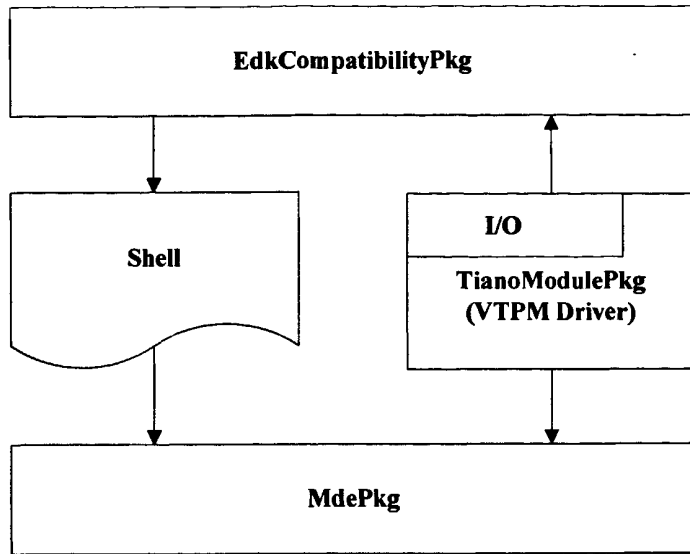 EdkCompatibilityPkg
Shell
I/O
TianoModulePkg
(VTPM Driver)
MdePkg